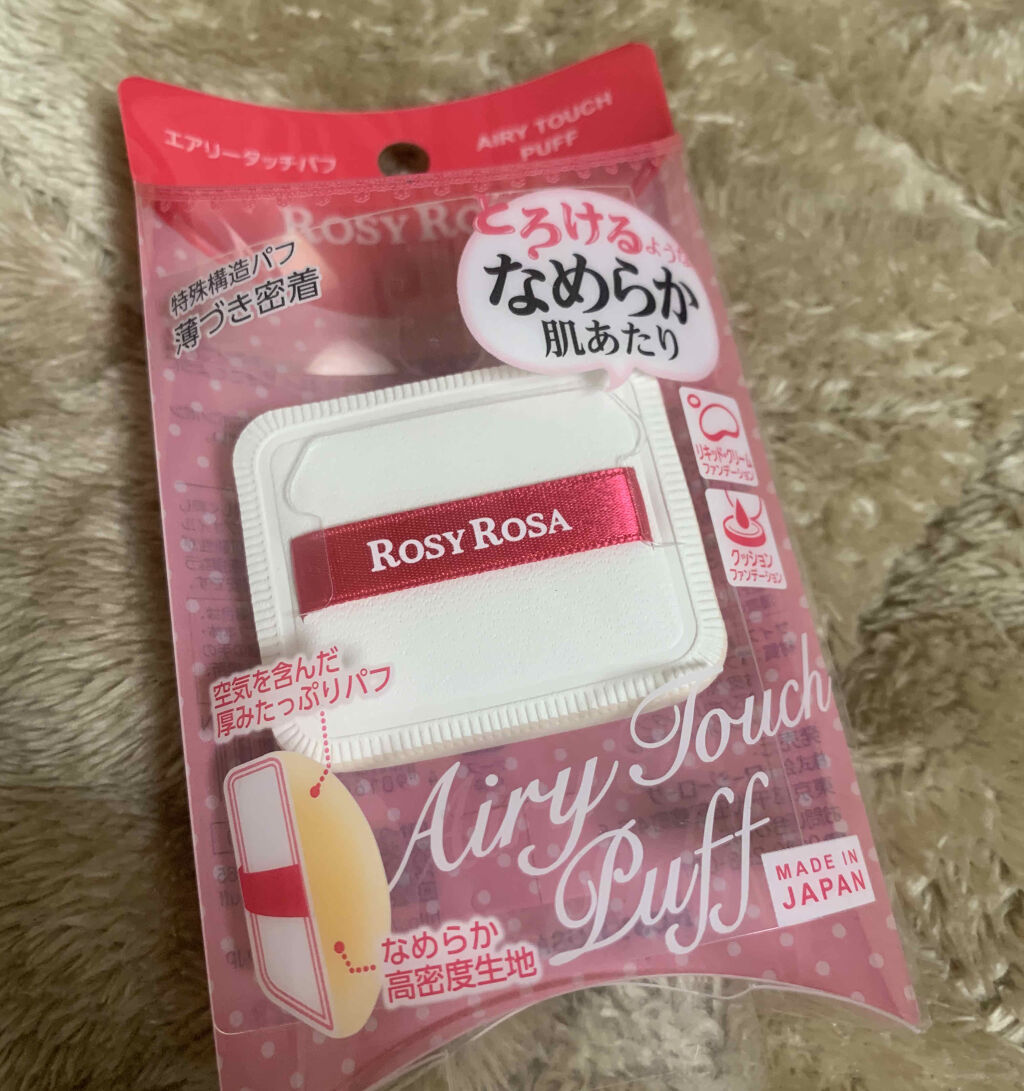 エアリータッチパフ
AIRY TOUCH
PUFF
ROSY RO
特殊構造パフ
薄づき密着
とろけるような
なめらか
肌あたり
リキッド・クリーム
ファンデーション
クッション
ファンデーション
ROSY ROSA
空気を含んだ
厚みたっぷりパフ
Airy Touch
Puff
MADE IN
JAPAN
なめらか
高密度生地